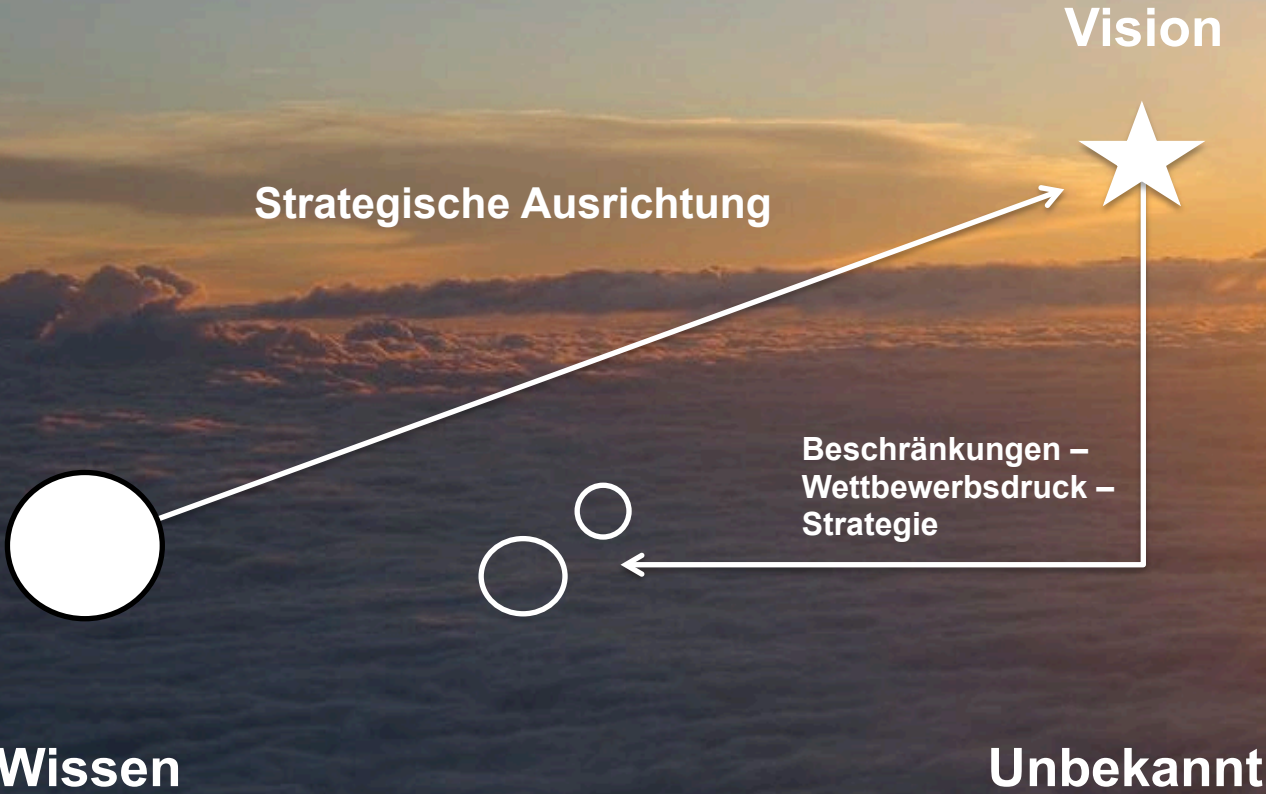 Vision
Strategische Ausrichtung
Beschränkungen –
Wettbewerbsdruck –
Strategie
Wissen
Unbekannt